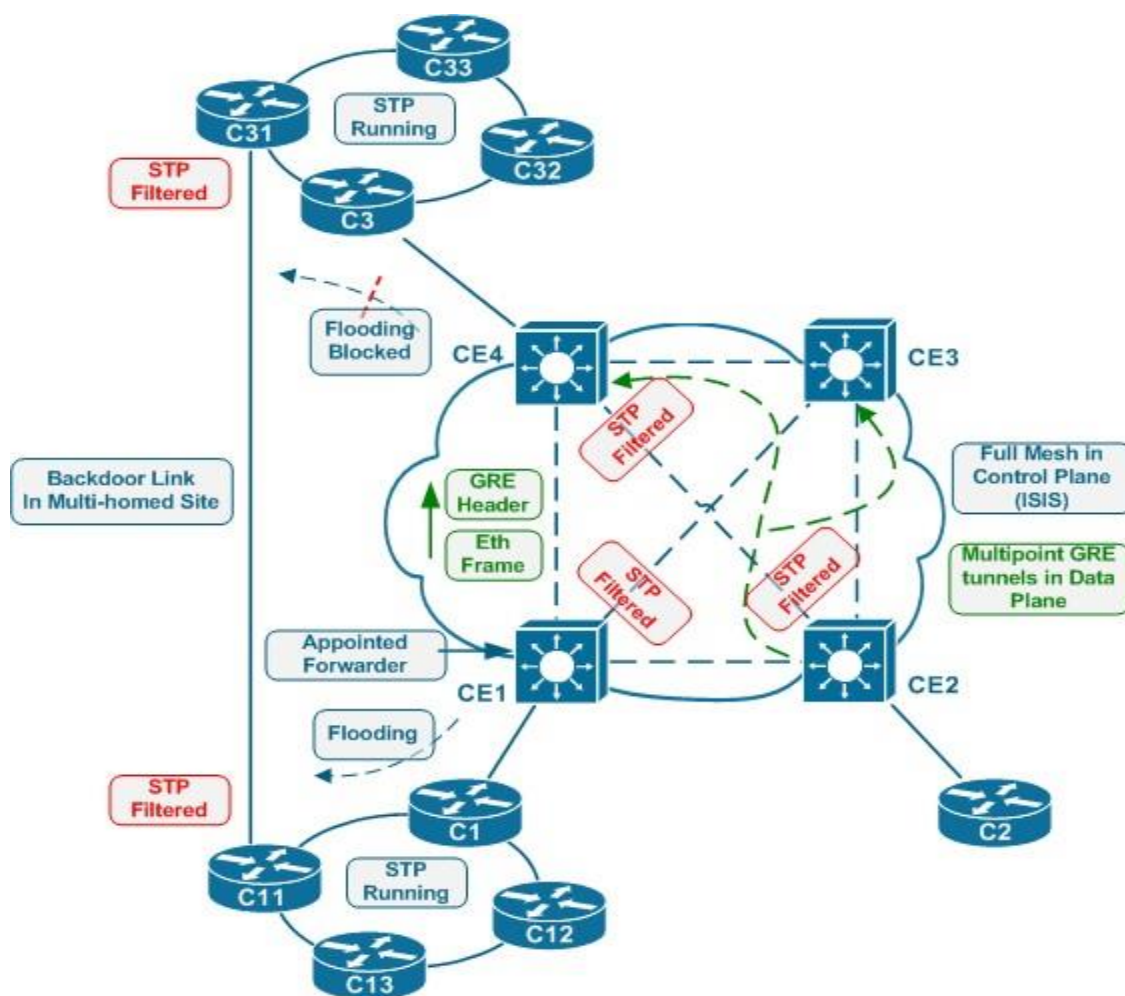 C33
C31
STP
Running
C32
STP
Filtered
C3
Flooding
Blocked
CE4
CE3
STP
Filtered
Backdoor Link
In Multi-homed Site
GRE
Header
Eth
Frame
Full Mesh in
Control Plane
(ISIS)
STP
Filtered
STP
Filtered
Multipoint GRE
tunnels in Data
Plane
Appointed
Forwarder
CE1
CE2
Flooding
STP
Filtered
C1
C2
C11
STP
Running
C12
C13